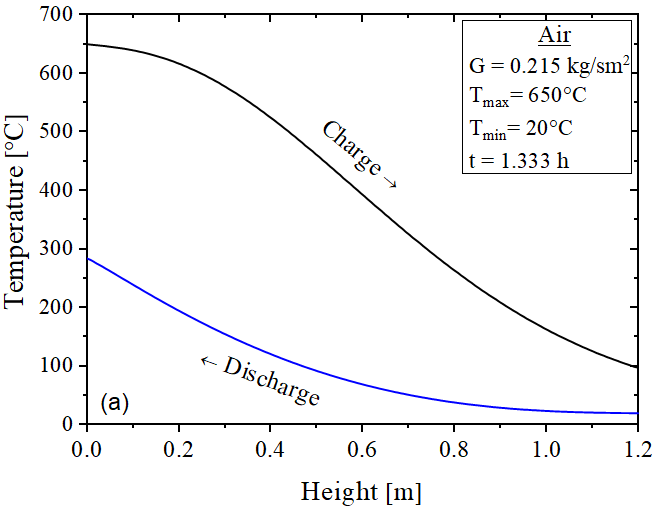 700
600
500
400
300
200
100
0
Temperature [°C]
Air
G = 0.215 kg/sm²
Tmax= 650°C
Tmin= 20°C
t = 1.333 h
Charge →
← Discharge
(a)
0.0 0.2 0.4 0.6 0.8 1.0 1.2
Height [m]